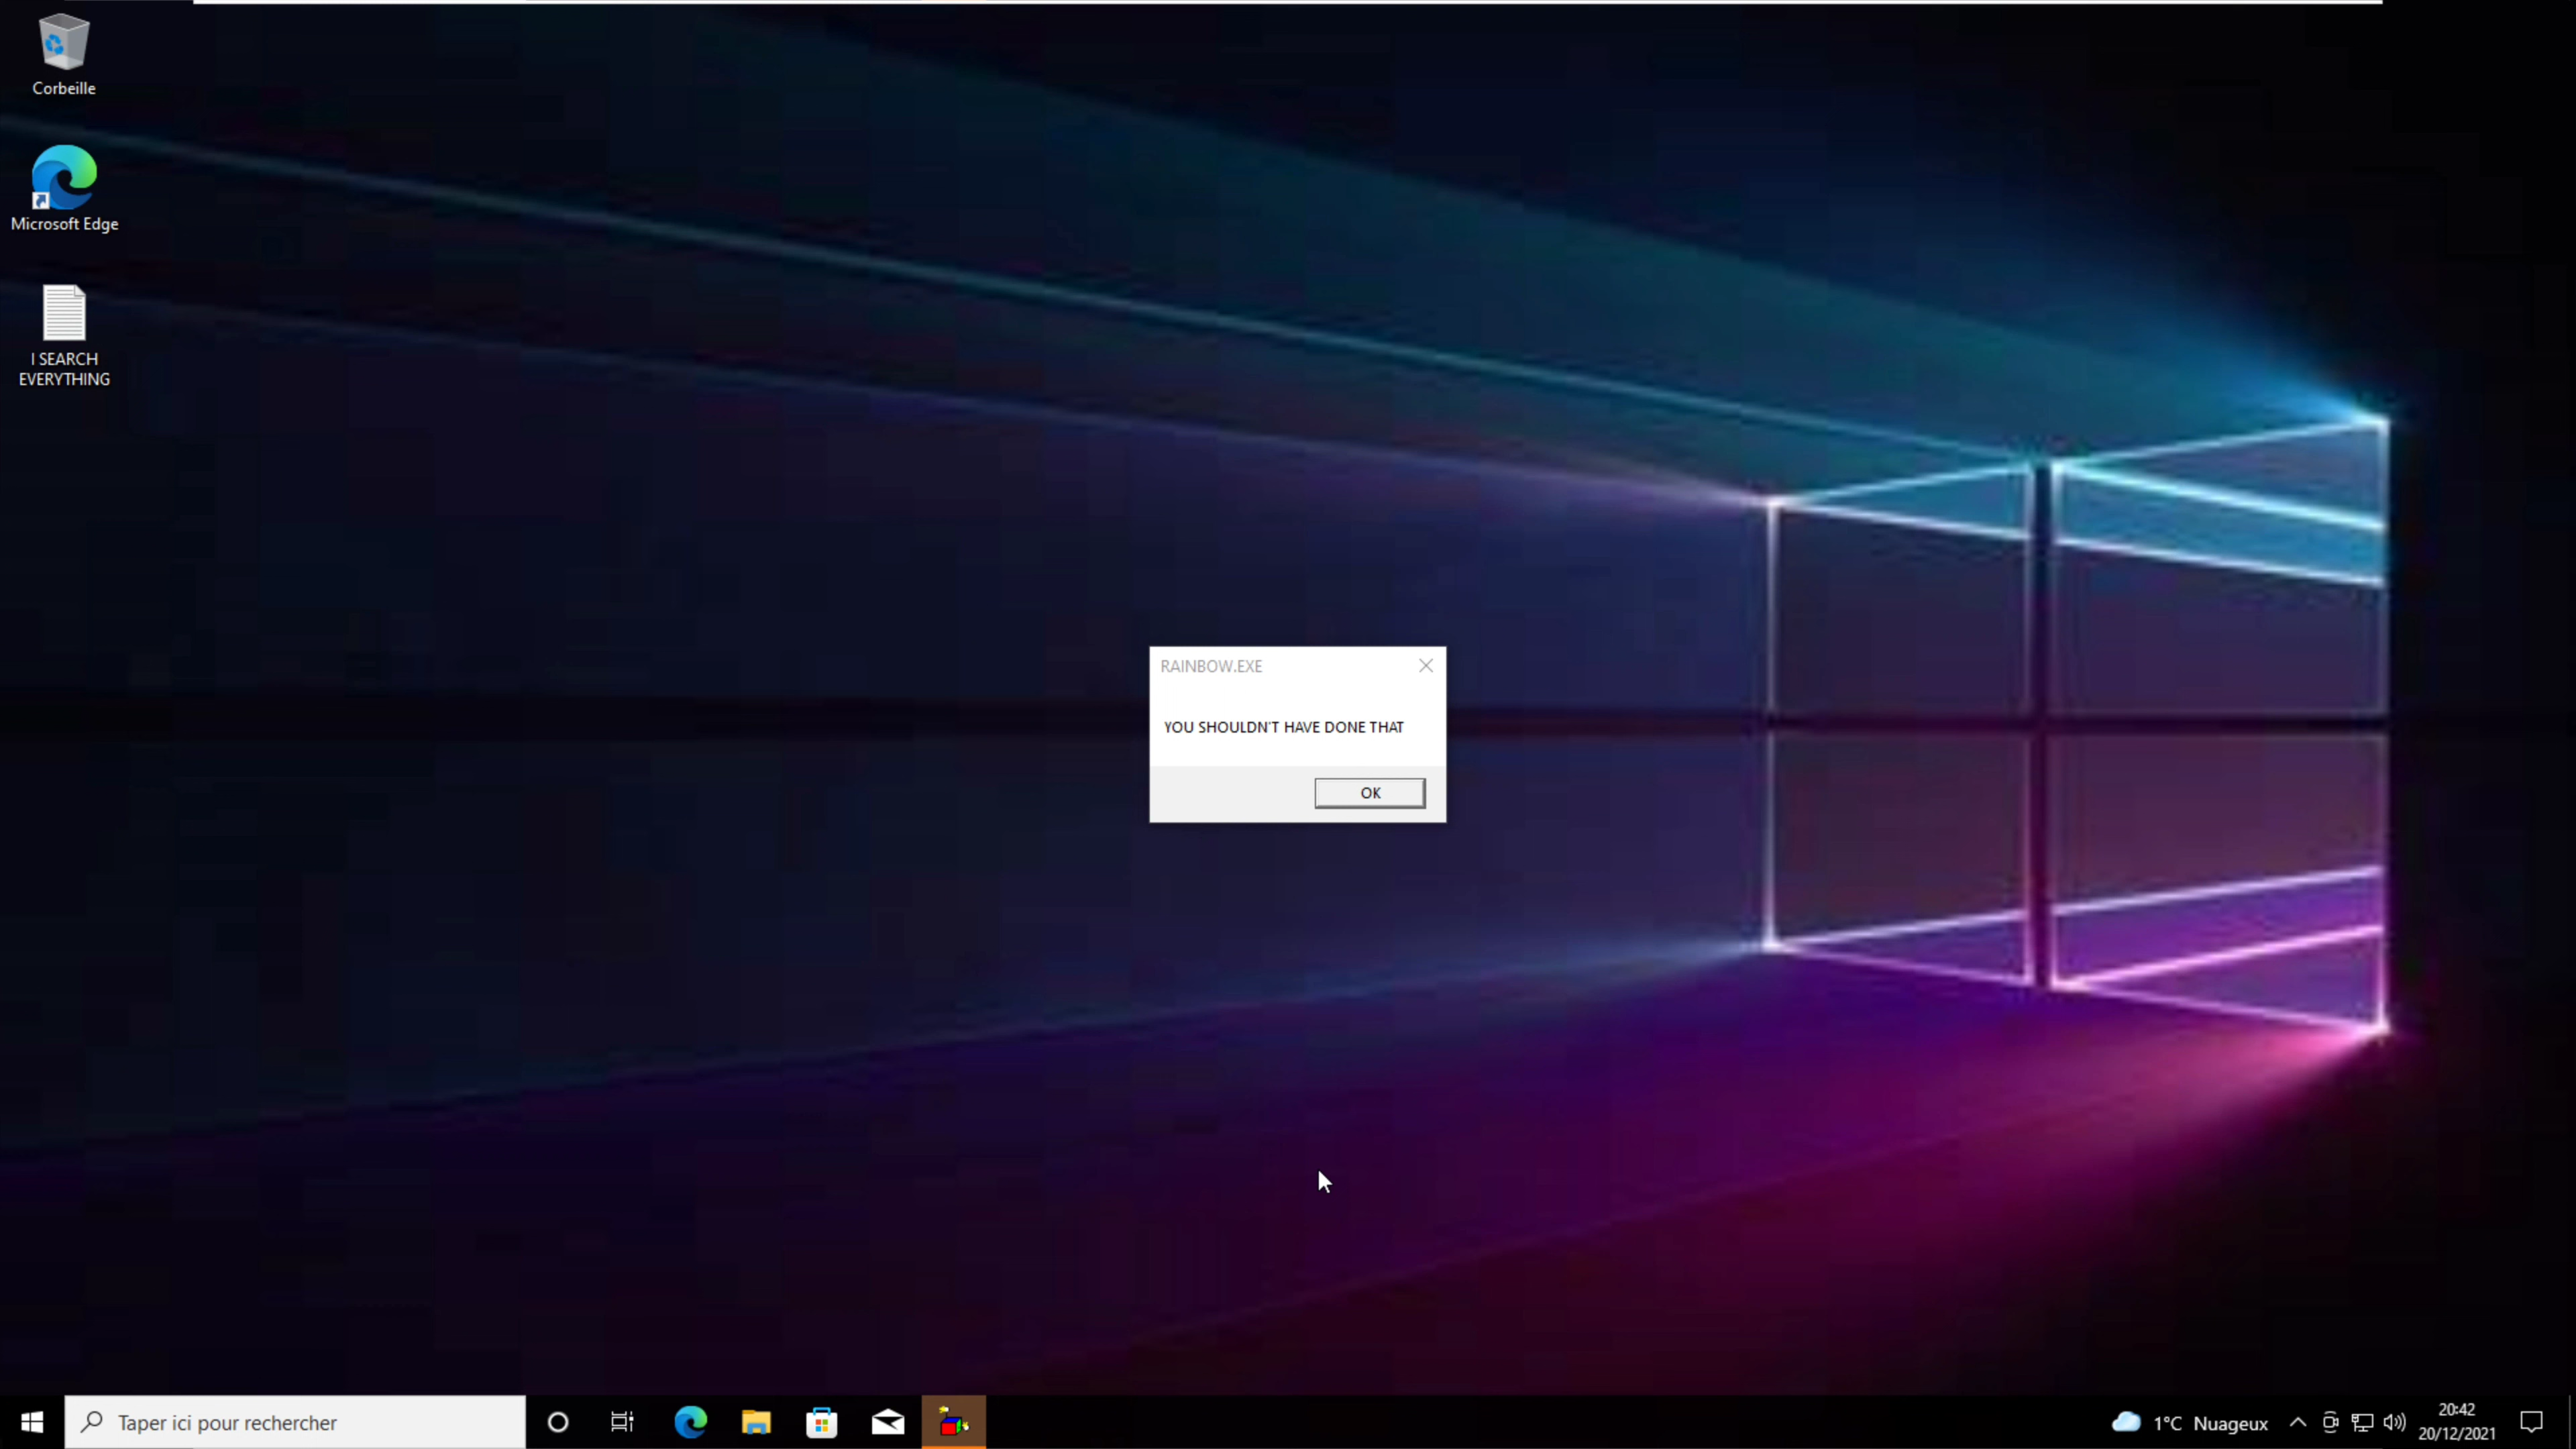 Corbeille
Microsoft Edge
I SEARCH
EVERYTHING
RAINBOW.EXE
YOU SHOULDN'T HAVE DONE THAT
OK
Taper ici pour rechercher
1°C Nuageux
20:42
20/12/2021